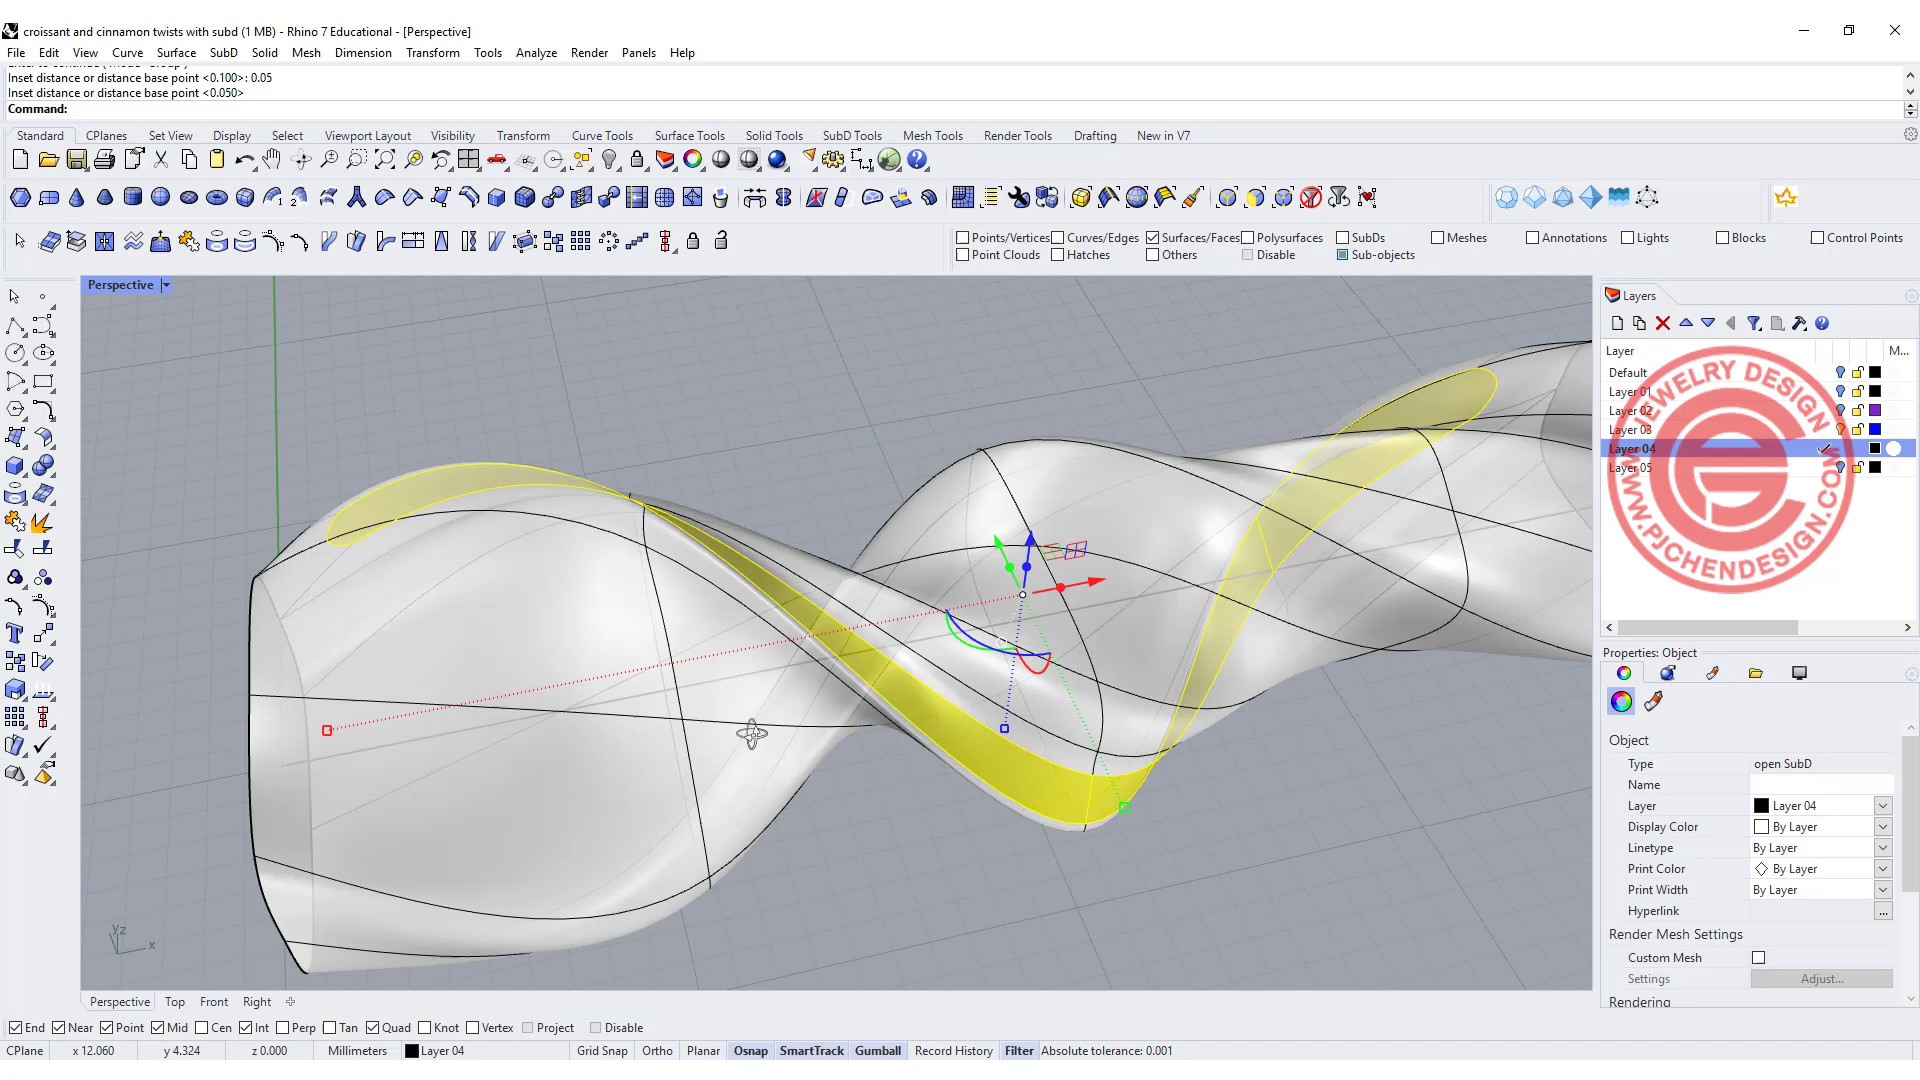 croissant and cinnamon twists with subd (1 MB) - Rhino 7 Educational - [Perspective]
File Edit View Curve Surface SubD Solid Mesh Dimension Transform Tools Analyze Render Panels Help
Inset distance or distance base point <0.100>: 0.05
Inset distance or distance base point <0.050>
Command:
Standard CPlanes Set View Display Select Viewport Layout Visibility Transform Curve Tools Surface Tools Solid Tools SubD Tools Mesh Tools Render Tools Drafting New in V7
Points/Vertices Curves/Edges Surfaces/Faces Polysurfaces SubDs Meshes Annotations Lights Blocks Control Points
Point Clouds Hatches Others Disable Sub-objects
Perspective
Layers
Layer M...
Default
Layer 01
Layer 02
Layer 03
Layer 04
Layer 05
JEWELRY DESIGN
WWW.PJCHENDESIGN.COM
Properties: Object
Object
Type open SubD
Name
Layer Layer 04
Display Color By Layer
Linetype By Layer
Print Color By Layer
Print Width By Layer
Hyperlink ...
Render Mesh Settings
Custom Mesh
Settings Adjust...
Rendering
y z x
Perspective Top Front Right
End Near Point Mid Cen Int Perp Tan Quad Knot Vertex Project Disable
CPlane x 12.060 y 4.324 z 0.000 Millimeters Layer 04 Grid Snap Ortho Planar Osnap SmartTrack Gumball Record History Filter Absolute tolerance: 0.001